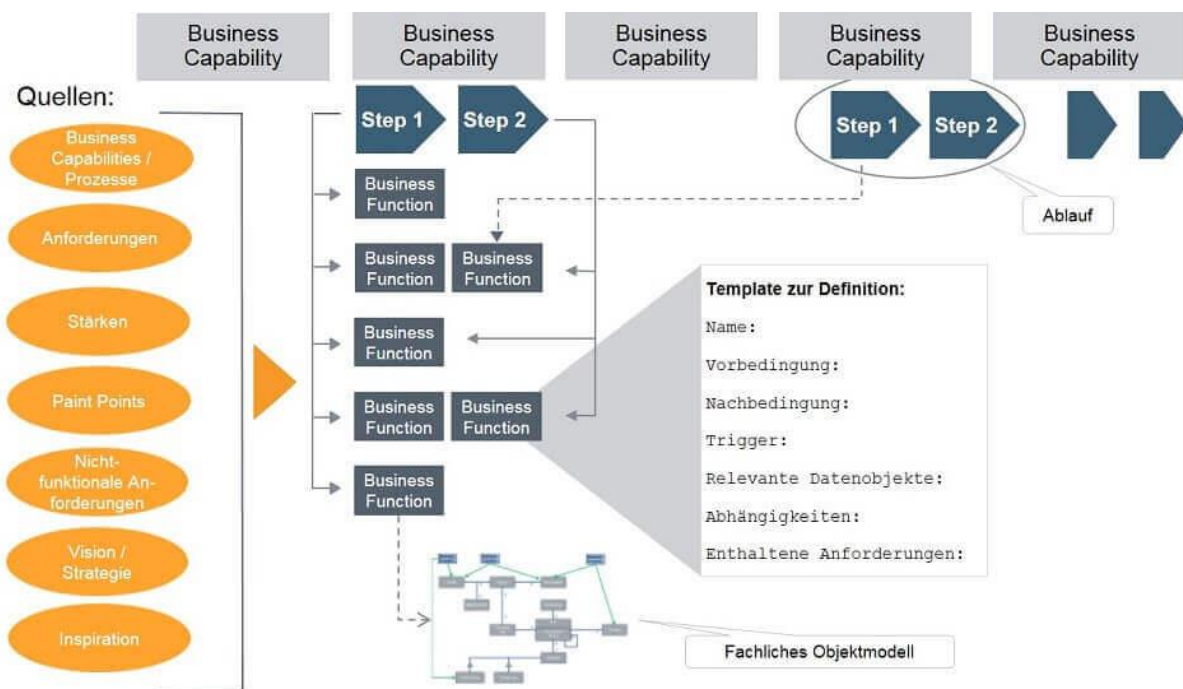 Business
Capability
Business
Capability
Business
Capability
Business
Capability
Business
Capability
Quellen:
Business
Capabilities /
Prozesse
Anforderungen
Stärken
Paint Points
Nicht-
funktionale An-
forderungen
Vision /
Strategie
Inspiration
Step 1
Step 2
Business
Function
Business
Function
Business
Function
Business
Function
Business
Function
Business
Function
Business
Function
Step 1
Step 2
Ablauf
Template zur Definition:
Name:
Vorbedingung:
Nachbedingung:
Trigger:
Relevante Datenobjekte:
Abhängigkeiten:
Enthaltene Anforderungen:
Fachliches Objektmodell